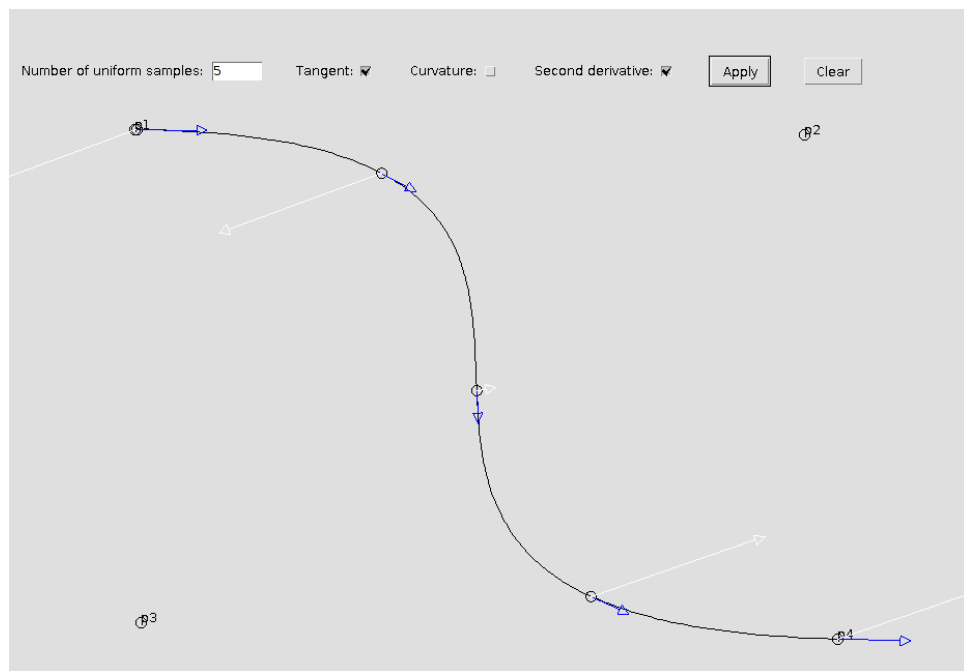 Number of uniform samples: 5 Tangent: Curvature: Second derivative: Apply Clear
p1
p2
p3
p4